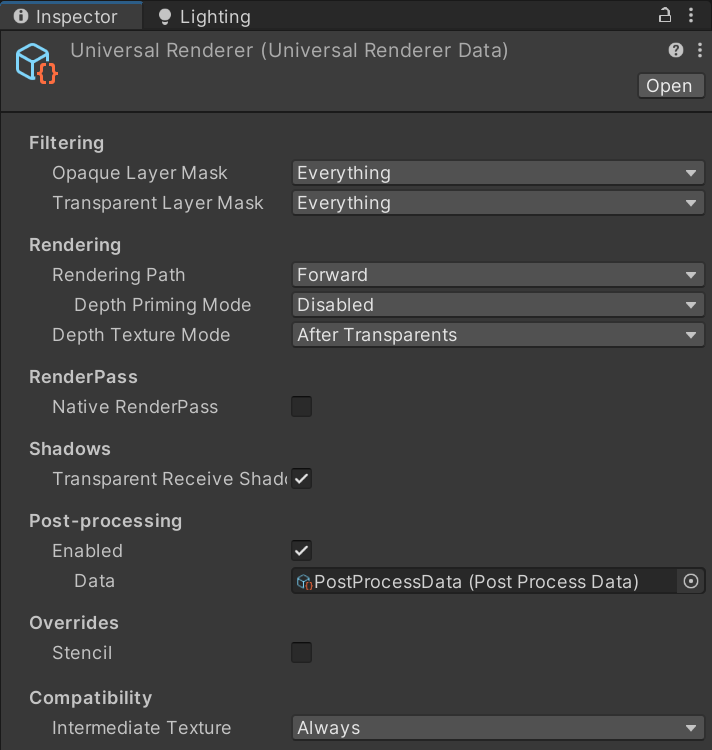 Inspector Lighting
Universal Renderer (Universal Renderer Data)
Open
Filtering
Opaque Layer Mask Everything
Transparent Layer Mask Everything
Rendering
Rendering Path Forward
Depth Priming Mode Disabled
Depth Texture Mode After Transparents
RenderPass
Native RenderPass
Shadows
Transparent Receive Shad
Post-processing
Enabled
Data PostProcessData (Post Process Data)
Overrides
Stencil
Compatibility
Intermediate Texture Always